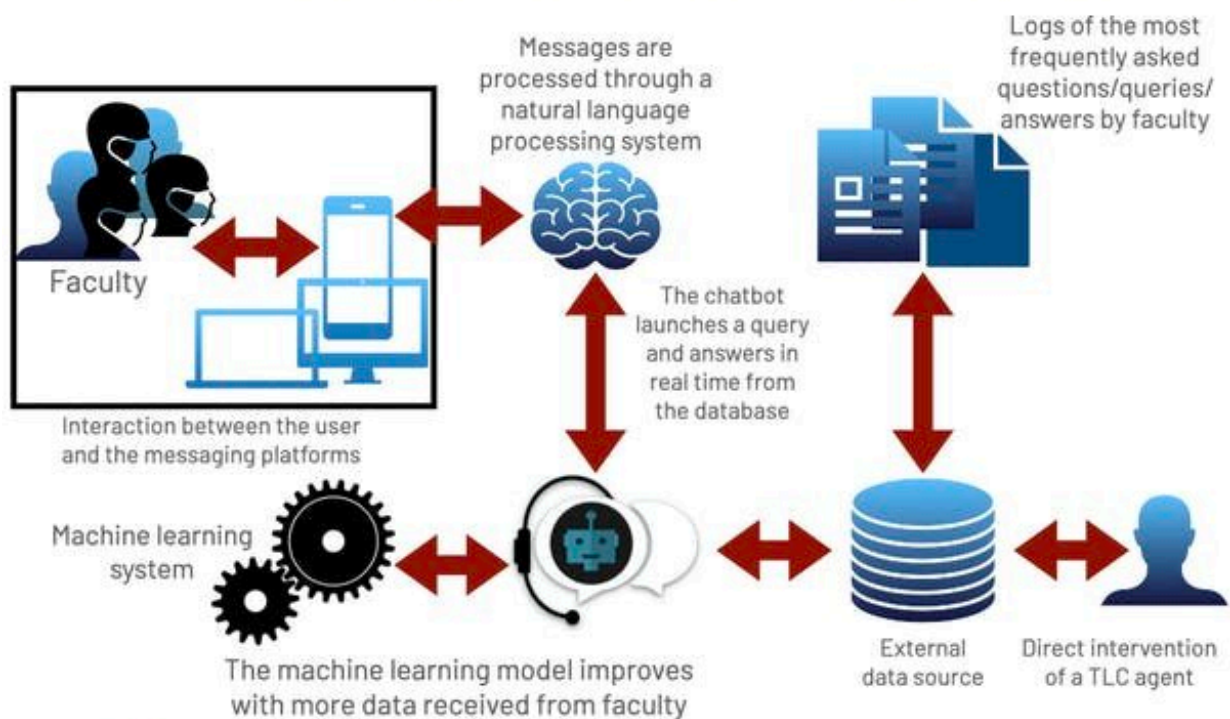 Messages are
processed through a
natural language
processing system
Logs of the most
frequently asked
questions/queries/
answers by faculty
Faculty
The chatbot
launches a query
and answers in
real time from
the database
Interaction between the user
and the messaging platforms
Machine learning
system
The machine learning model improves
with more data received from faculty
External
data source
Direct intervention
of a TLC agent